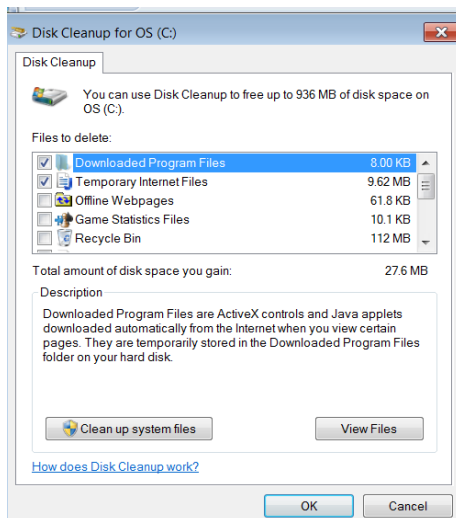 Disk Cleanup for OS (C:)
Disk Cleanup
You can use Disk Cleanup to free up to 936 MB of disk space on
OS (C:).
Files to delete:
Downloaded Program Files 8.00 KB
Temporary Internet Files 9.62 MB
Offline Webpages 61.8 KB
Game Statistics Files 10.1 KB
Recycle Bin 112 MB
Total amount of disk space you gain: 27.6 MB
Description
Downloaded Program Files are ActiveX controls and Java applets
downloaded automatically from the Internet when you view certain
pages. They are temporarily stored in the Downloaded Program Files
folder on your hard disk.
Clean up system files View Files
How does Disk Cleanup work?
OK Cancel